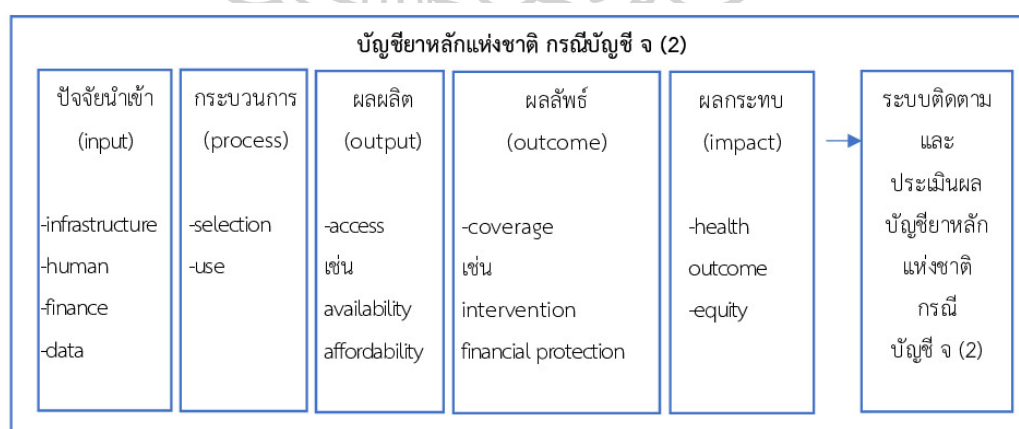 บัญชียาหลักแห่งชาติ กรณีบัญชี จ (2)
ปัจจัยนำเข้า
(input)
-infrastructure
-human
-finance
-data
กระบวนการ
(process)
-selection
-use
ผลผลิต
(output)
-access
เช่น
availability
affordability
ผลลัพธ์
(outcome)
-coverage
เช่น
intervention
financial protection
ผลกระทบ
(impact)
-health
outcome
-equity
ระบบติดตาม
และ
ประเมินผล
บัญชียาหลัก
แห่งชาติ
กรณี
บัญชี จ (2)